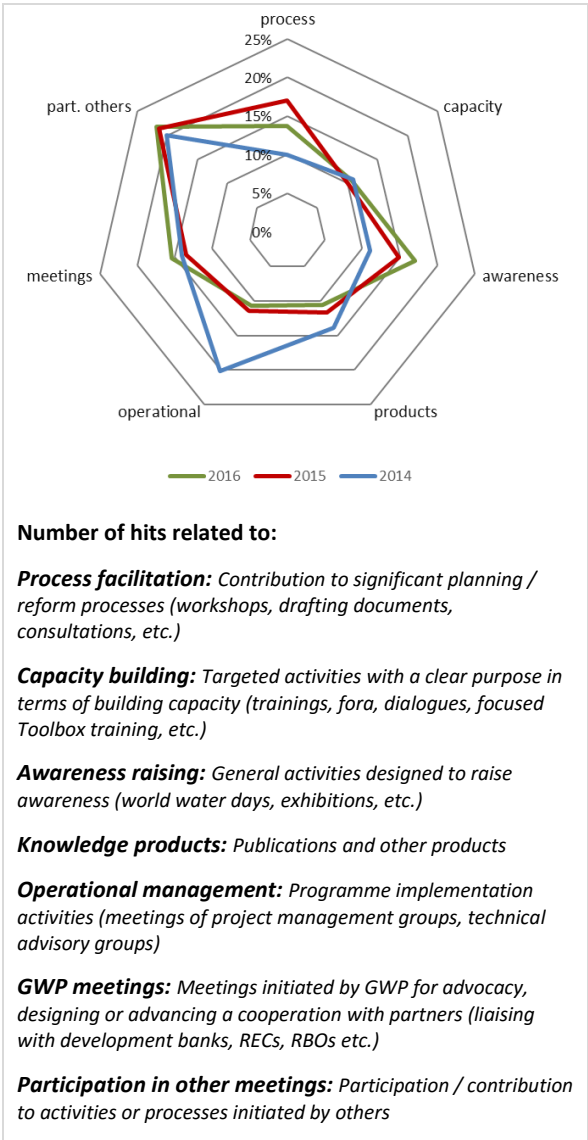 process
25%
20%
part. others
capacity
15%
10%
5%
0%
meetings
awareness
operational
products
2016
2015
2014
Number of hits related to:
Process facilitation: Contribution to significant planning /
reform processes (workshops, drafting documents,
consultations, etc.)
Capacity building: Targeted activities with a clear purpose in
terms of building capacity (trainings, fora, dialogues, focused
Toolbox training, etc.)
Awareness raising: General activities designed to raise
awareness (world water days, exhibitions, etc.)
Knowledge products: Publications and other products
Operational management: Programme implementation
activities (meetings of project management groups, technical
advisory groups)
GWP meetings: Meetings initiated by GWP for advocacy,
designing or advancing a cooperation with partners (liaising
with development banks, RECs, RBOs etc.)
Participation in other meetings: Participation / contribution
to activities or processes initiated by others